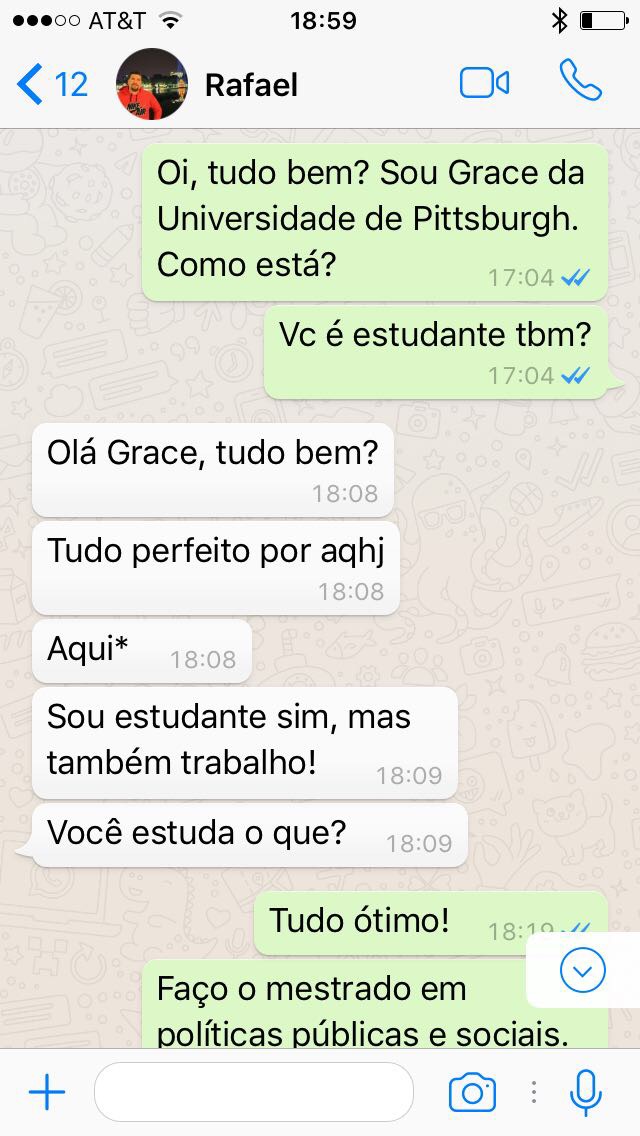 AT&T 18:59
12 Rafael
Oi, tudo bem? Sou Grace da
Universidade de Pittsburgh.
Como está?
17:04
Vc é estudante tbm?
17:04
Olá Grace, tudo bem?
18:08
Tudo perfeito por aqhj
18:08
Aqui* 18:08
Sou estudante sim, mas
também trabalho!
18:09
Você estuda o que? 18:09
Tudo ótimo! 18:19
Faço o mestrado em
políticas públicas e sociais.